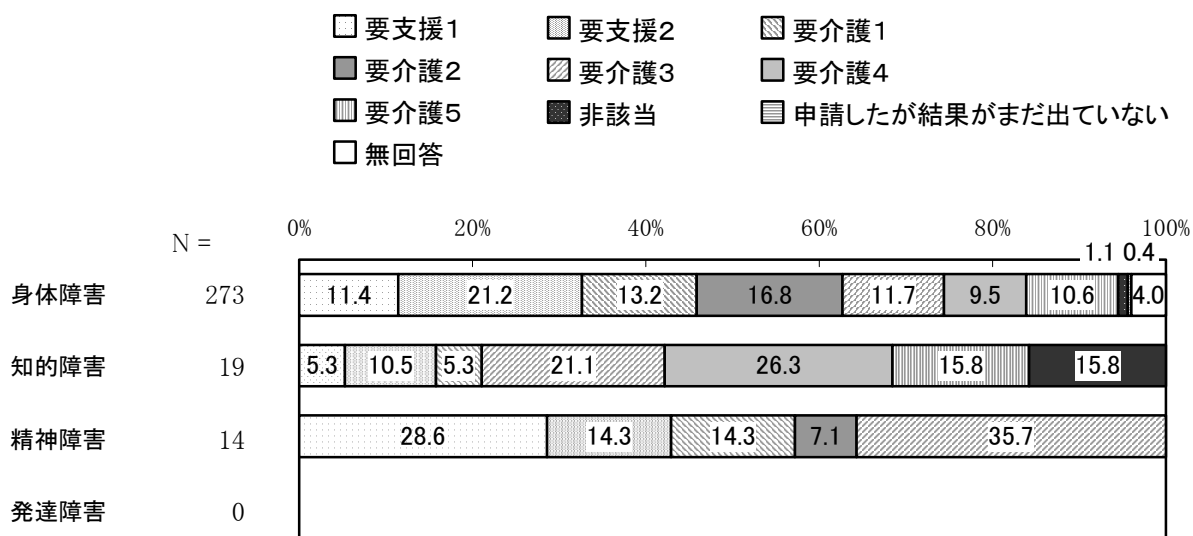 要支援1 要支援2 要介護1
要介護2 要介護3 要介護4
要介護5 非該当 申請したが結果がまだ出ていない
無回答
N = 0% 20% 40% 60% 80% 100%
1.1 0.4
身体障害 273 11.4 21.2 13.2 16.8 11.7 9.5 10.6 4.0
知的障害 19 5.3 10.5 5.3 21.1 26.3 15.8 15.8
精神障害 14 28.6 14.3 14.3 7.1 35.7
発達障害 0